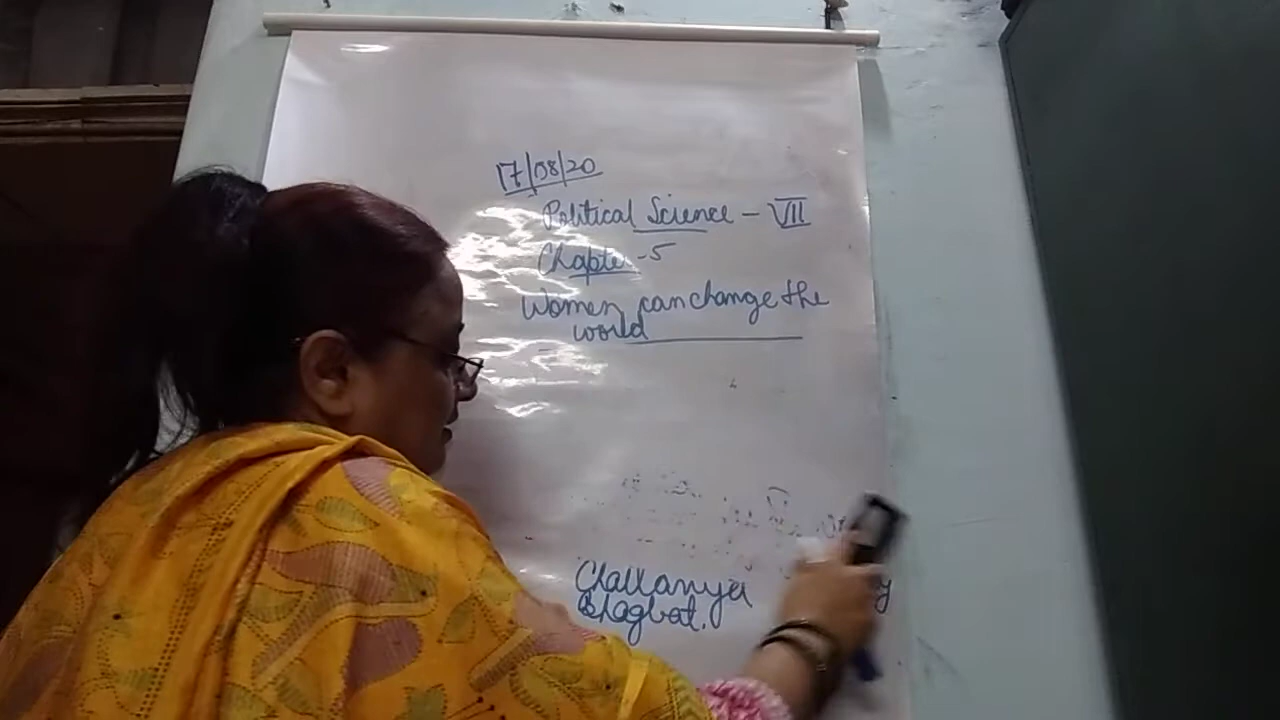 17/08/20
Political Science - VII
Chapter - 5
Women can change the
world
Chaitanya
Bhagbat.